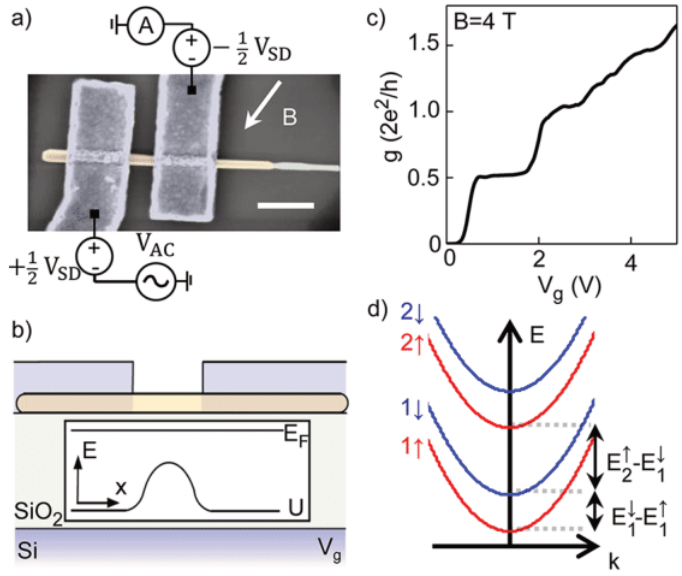 a)
A
+
-
− ½ V_SD
B
+
-
+½ V_SD
V_AC
b)
E
x
E_F
U
SiO₂
Si
V_g
c)
B=4 T
g (2e²/h)
1.5
1.0
0.5
0
0
2
4
V_g (V)
d)
2↓
2↑
1↓
1↑
E
E₂^↑-E₁^↓
E₁^↓-E₁^↑
k